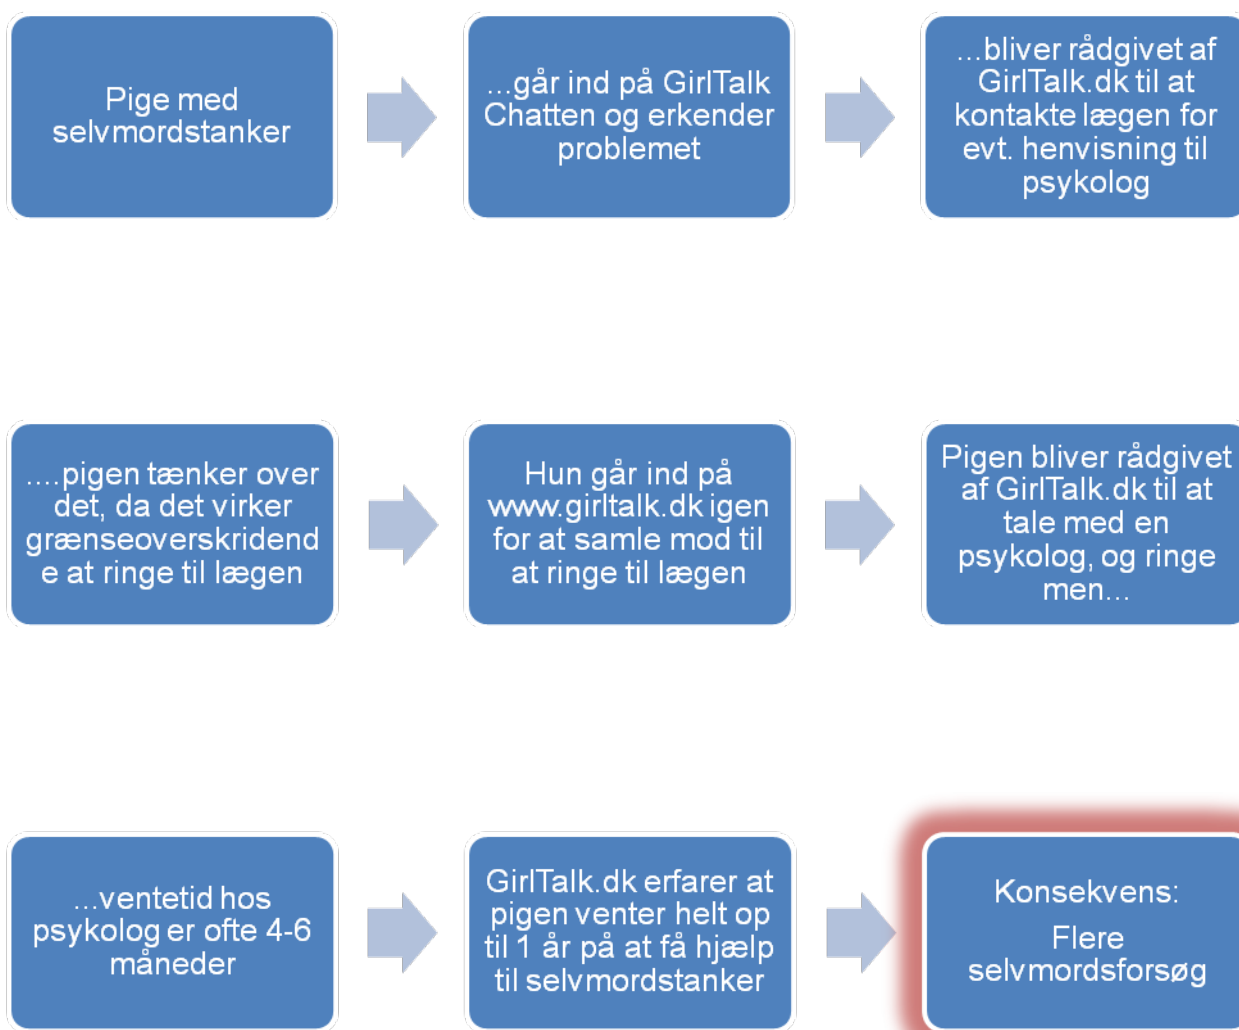 Pige med
selvmordstanker
...går ind på GirlTalk
Chatten og erkender
problemet
...bliver rådgivet af
GirlTalk.dk til at
kontakte lægen for
evt. henvisning til
psykolog
....pigen tænker over
det, da det virker
grænseoverskridend
e at ringe til lægen
Hun går ind på
www.girltalk.dk igen
for at samle mod til
at ringe til lægen
Pigen bliver rådgivet
af GirlTalk.dk til at
tale med en
psykolog, og ringe
men...
...ventetid hos
psykolog er ofte 4-6
måneder
GirlTalk.dk erfarer at
pigen venter helt op
til 1 år på at få hjælp
til selvmordstanker
Konsekvens:
Flere
selvmordsforsøg